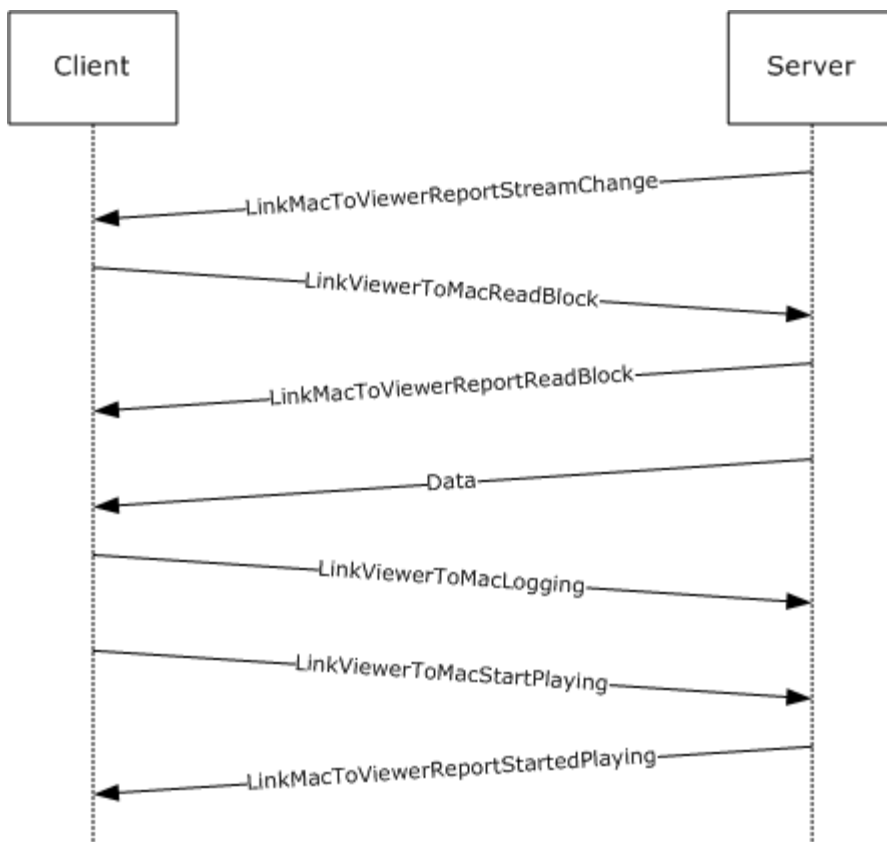 Client
Server
LinkMacToViewerReportStreamChange
LinkViewerToMacReadBlock
LinkMacToViewerReportReadBlock
Data
LinkViewerToMacLogging
LinkViewerToMacStartPlaying
LinkMacToViewerReportStartedPlaying